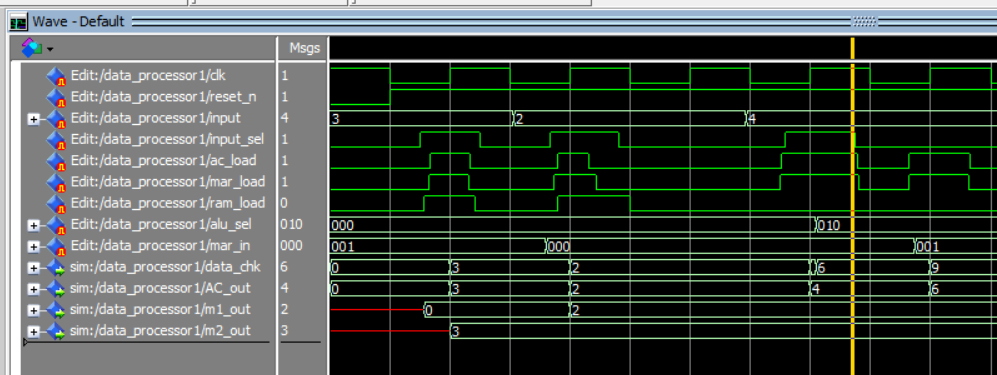 Wave - Default
Msgs
Edit:/data_processor1/clk 1
Edit:/data_processor1/reset_n 1
Edit:/data_processor1/input 4 3 2 4
Edit:/data_processor1/input_sel 1
Edit:/data_processor1/ac_load 1
Edit:/data_processor1/mar_load 1
Edit:/data_processor1/ram_load 0
Edit:/data_processor1/alu_sel 010 000 010
Edit:/data_processor1/mar_in 000 001 000 001
sim:/data_processor1/data_chk 6 0 3 2 6 9
sim:/data_processor1/AC_out 4 0 3 2 4 6
sim:/data_processor1/m1_out 2 0 2
sim:/data_processor1/m2_out 3 3